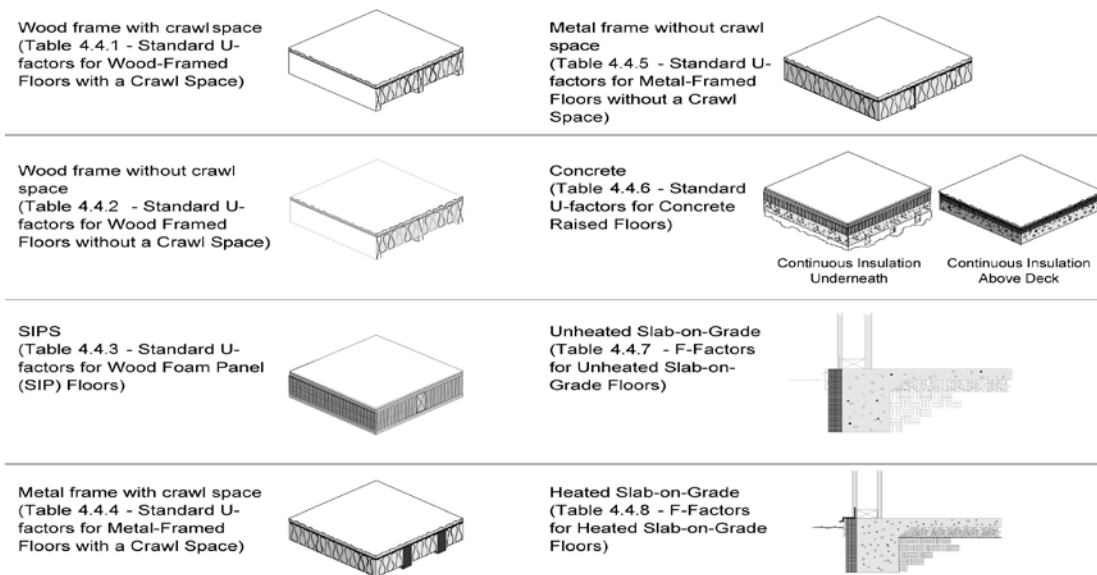 Wood frame with crawl space
(Table 4.4.1 - Standard U-
factors for Wood-Framed
Floors with a Crawl Space)
Metal frame without crawl
space
(Table 4.4.5 - Standard U-
factors for Metal-Framed
Floors without a Crawl
Space)
Wood frame without crawl
space
(Table 4.4.2 - Standard U-
factors for Wood Framed
Floors without a Crawl Space)
Concrete
(Table 4.4.6 - Standard
U-factors for Concrete
Raised Floors)
Continuous Insulation
Underneath
Continuous Insulation
Above Deck
SIPS
(Table 4.4.3 - Standard U-
factors for Wood Foam Panel
(SIP) Floors)
Unheated Slab-on-Grade
(Table 4.4.7 - F-Factors
for Unheated Slab-on-
Grade Floors)
Metal frame with crawl space
(Table 4.4.4 - Standard U-
factors for Metal-Framed
Floors with a Crawl Space)
Heated Slab-on-Grade
(Table 4.4.8 - F-Factors
for Heated Slab-on-Grade
Floors)